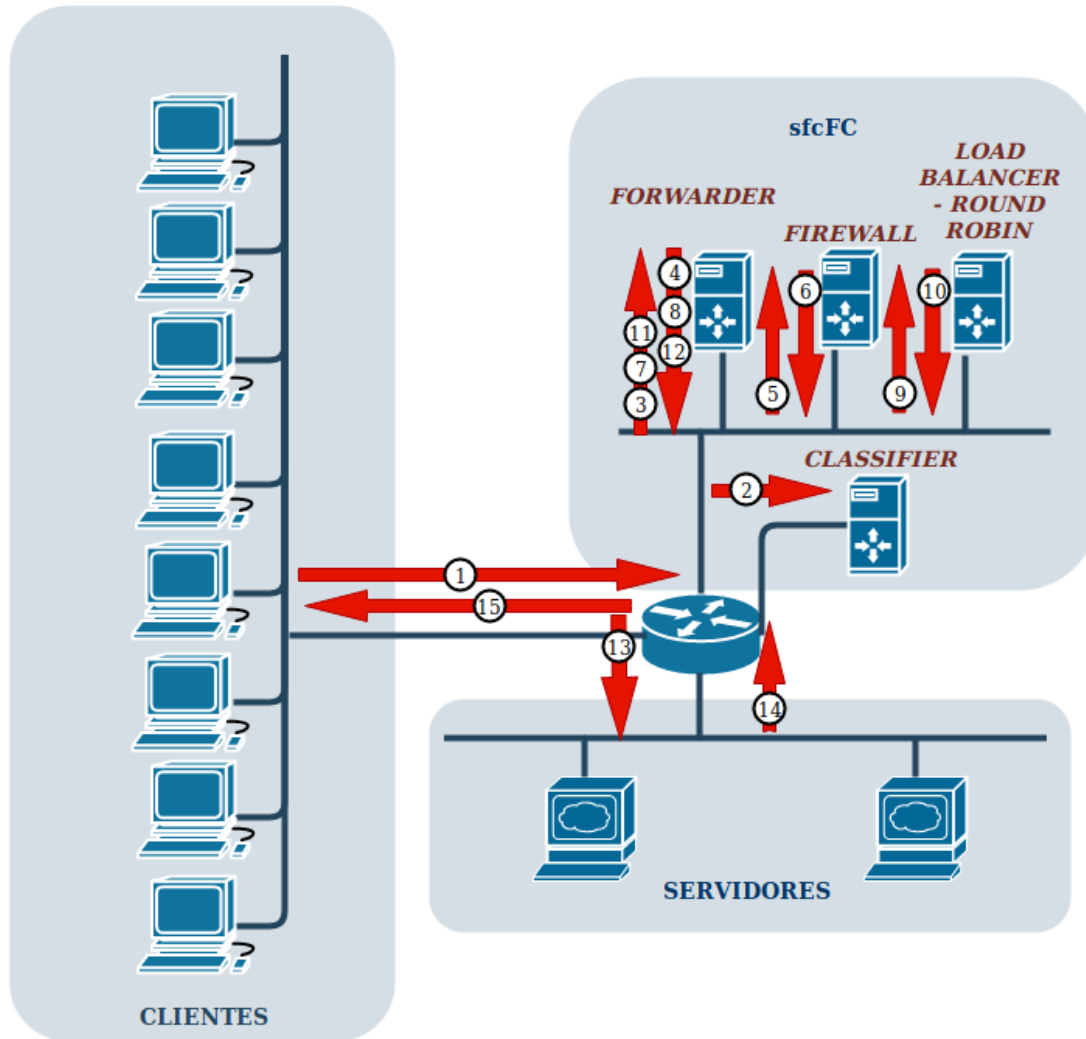 sfcFC
FORWARDER
FIREWALL
LOAD
BALANCER
- ROUND
ROBIN
4
8
12
11
7
3
6
5
10
9
CLASSIFIER
2
1
15
13
14
SERVIDORES
CLIENTES